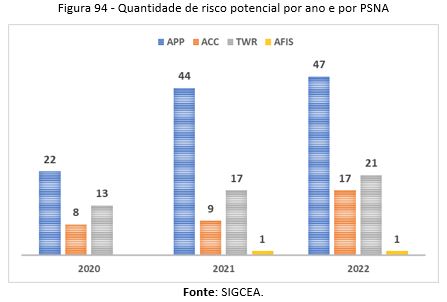 Figura 94 - Quantidade de risco potencial por ano e por PSNA
APP ACC TWR AFIS
22 8 13
44 9 17 1
47 17 21 1
2020 2021 2022
Fonte: SIGCEA.